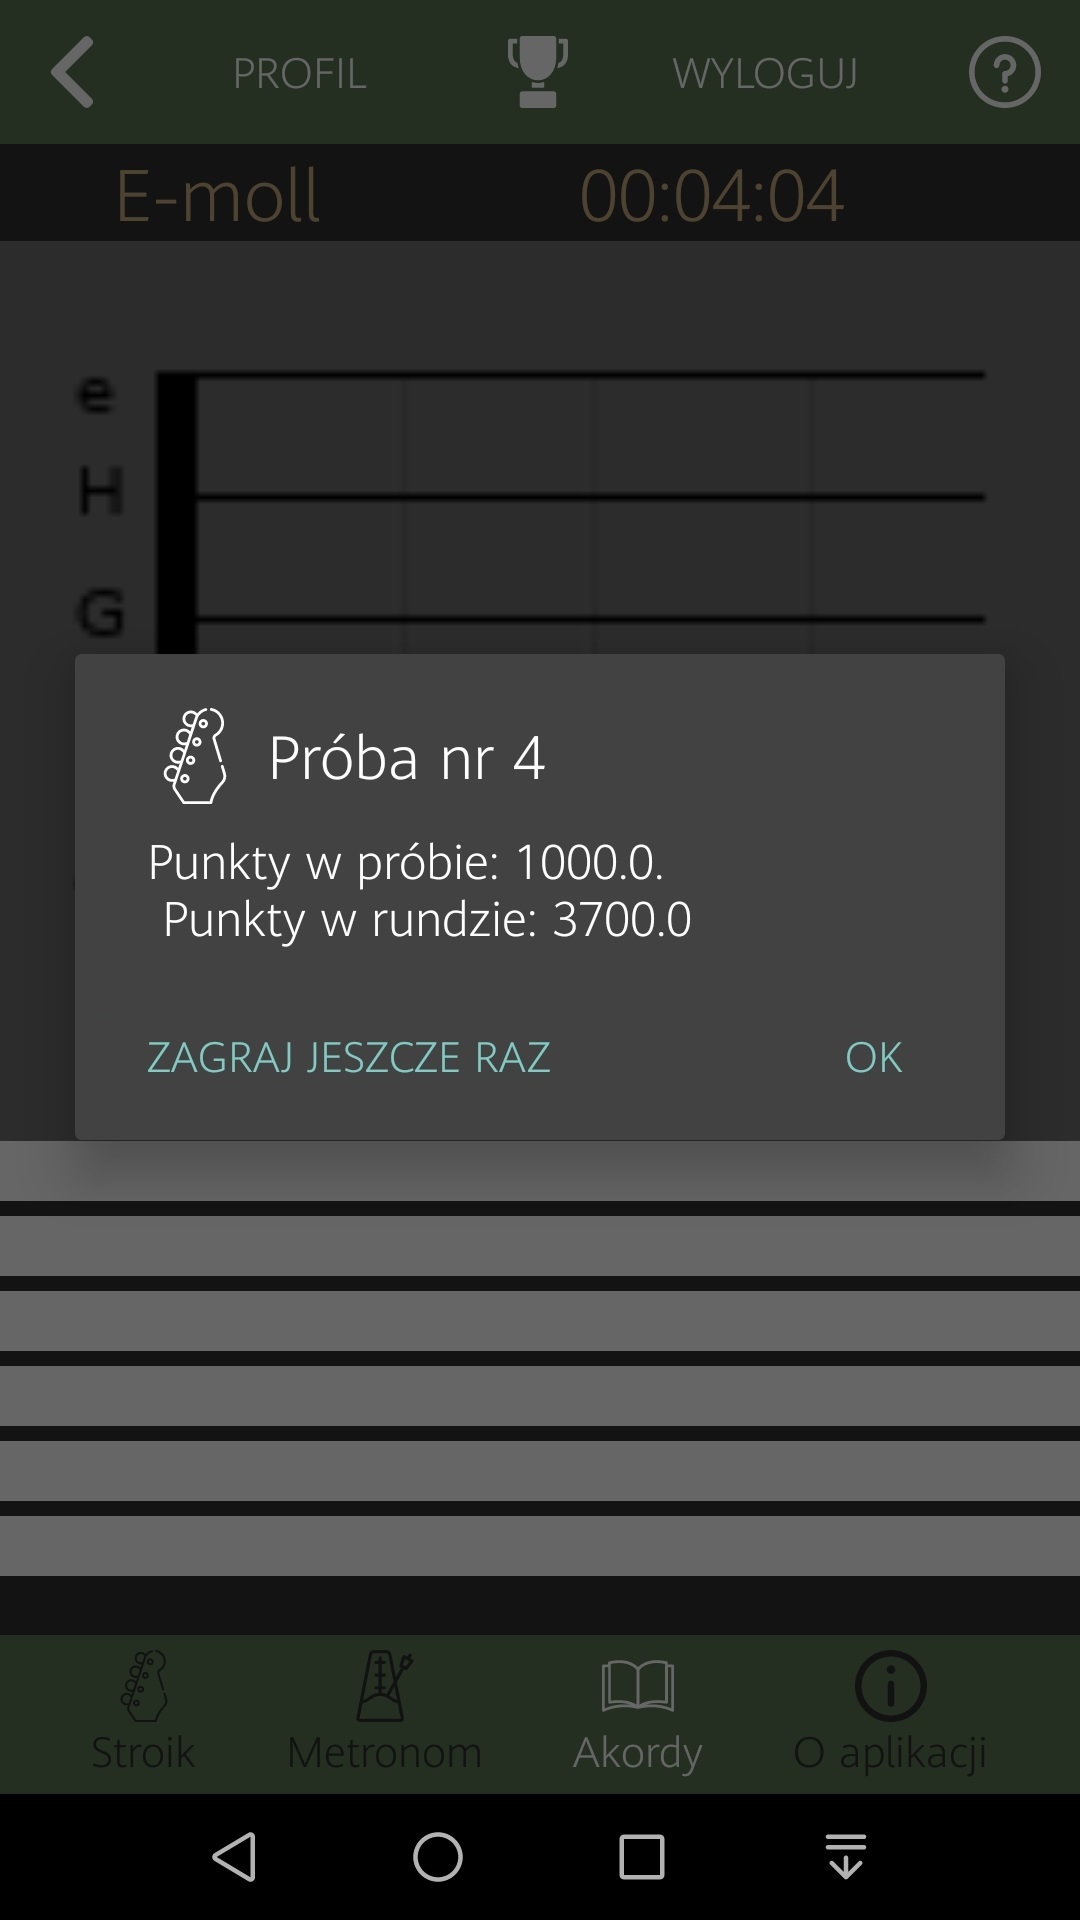 PROFIL WYLOGUJ
E-moll 00:04:04
e
H
G
Próba nr 4
Punkty w próbie: 1000.0.
Punkty w rundzie: 3700.0
ZAGRAJ JESZCZE RAZ OK
Stroik Metronom Akordy O aplikacji